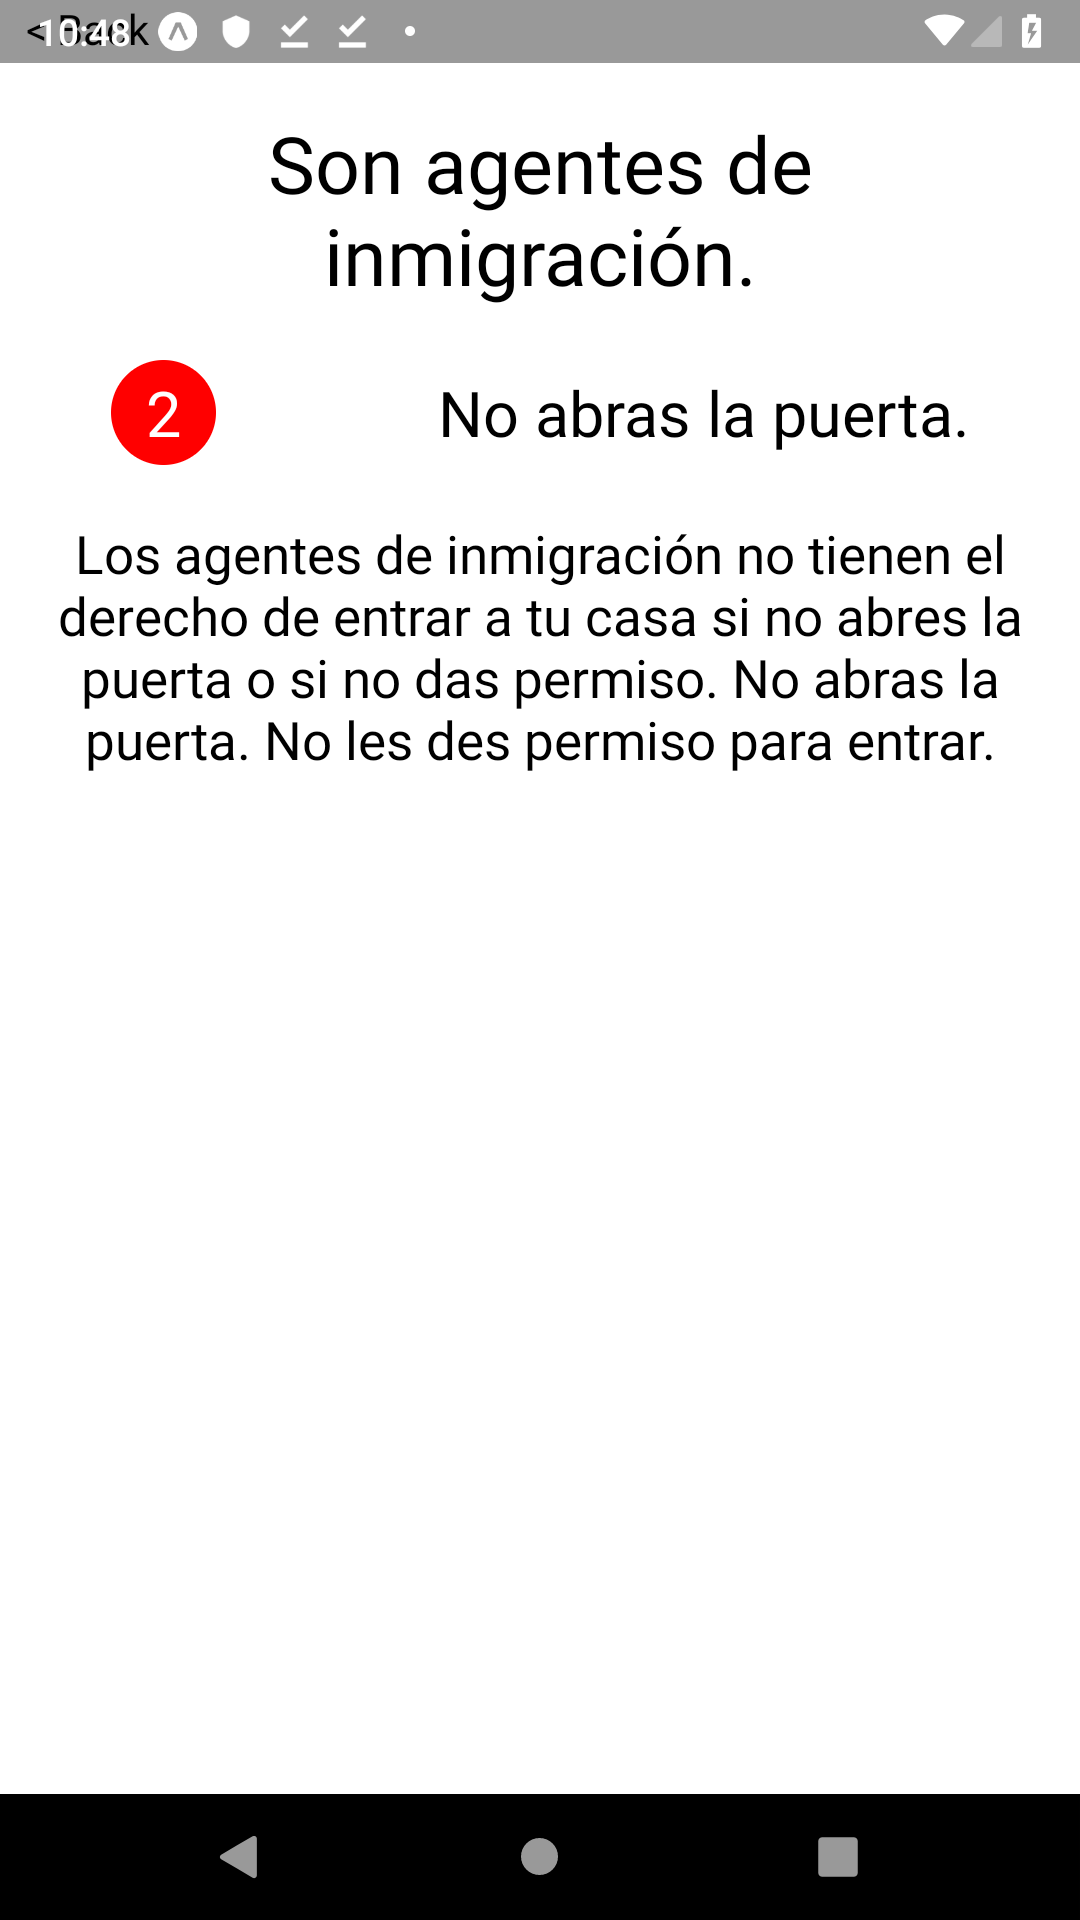 < Back
10:48
Son agentes de
inmigración.
2
No abras la puerta.
Los agentes de inmigración no tienen el
derecho de entrar a tu casa si no abres la
puerta o si no das permiso. No abras la
puerta. No les des permiso para entrar.